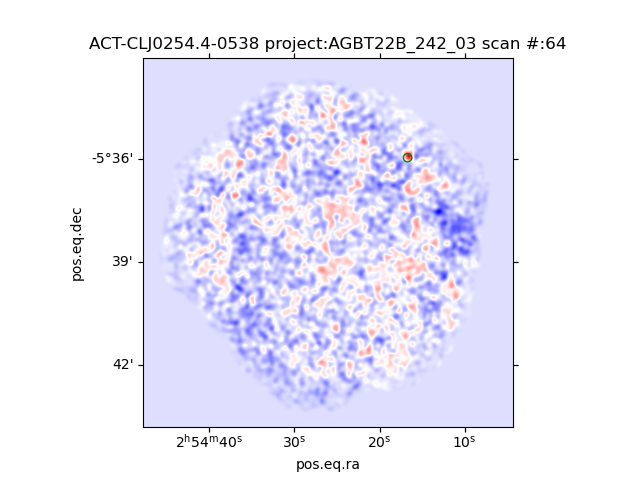 ACT-CLJ0254.4-0538 project:AGBT22B_242_03 scan #:64
-5°36'
39'
42'
pos.eq.dec
2ʰ54ᵐ40ˢ 30ˢ 20ˢ 10ˢ
pos.eq.ra